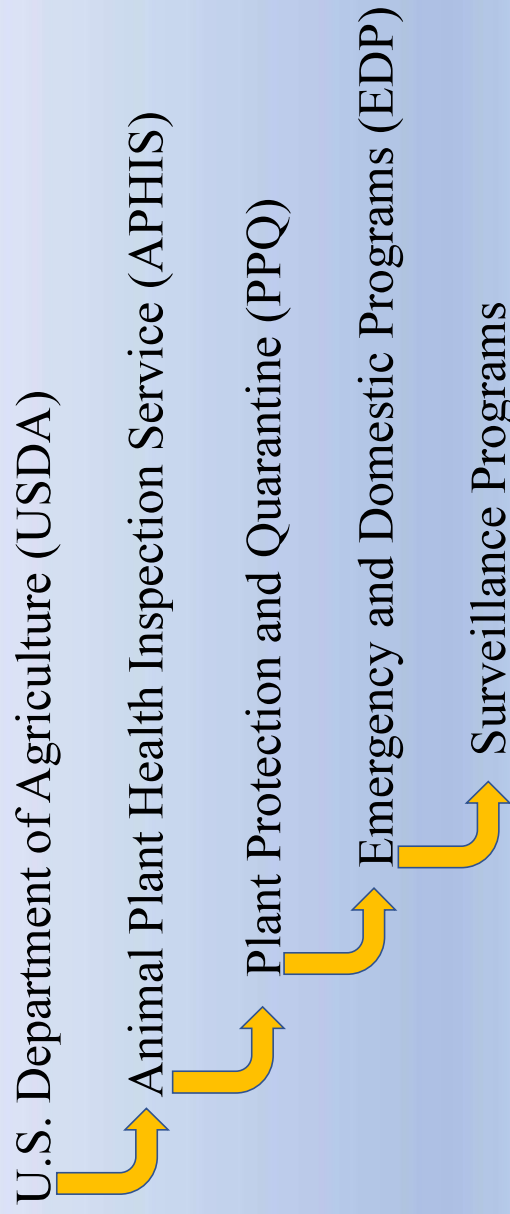 U.S. Department of Agriculture (USDA)
Animal Plant Health Inspection Service (APHIS)
Plant Protection and Quarantine (PPQ)
Emergency and Domestic Programs (EDP)
Surveillance Programs